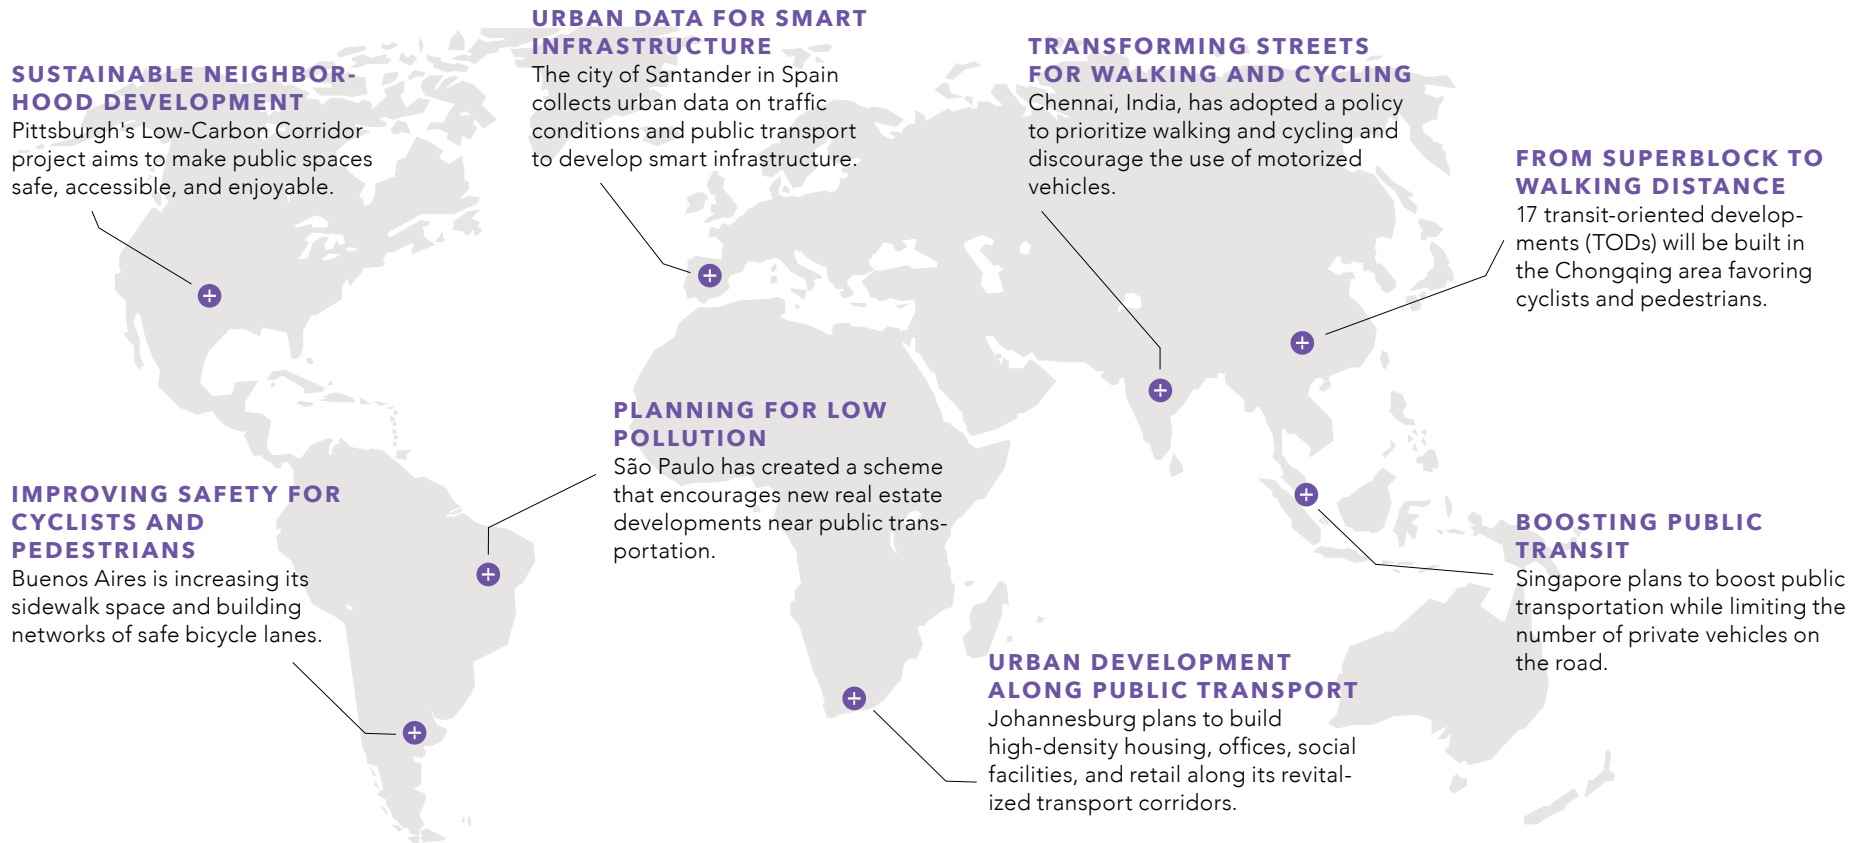 SUSTAINABLE NEIGHBOR-
HOOD DEVELOPMENT
Pittsburgh's Low-Carbon Corridor
project aims to make public spaces
safe, accessible, and enjoyable.
URBAN DATA FOR SMART
INFRASTRUCTURE
The city of Santander in Spain
collects urban data on traffic
conditions and public transport
to develop smart infrastructure.
TRANSFORMING STREETS
FOR WALKING AND CYCLING
Chennai, India, has adopted a policy
to prioritize walking and cycling and
discourage the use of motorized
vehicles.
FROM SUPERBLOCK TO
WALKING DISTANCE
17 transit-oriented develop-
ments (TODs) will be built in
the Chongqing area favoring
cyclists and pedestrians.
PLANNING FOR LOW
POLLUTION
São Paulo has created a scheme
that encourages new real estate
developments near public trans-
portation.
IMPROVING SAFETY FOR
CYCLISTS AND
PEDESTRIANS
Buenos Aires is increasing its
sidewalk space and building
networks of safe bicycle lanes.
BOOSTING PUBLIC
TRANSIT
Singapore plans to boost public
transportation while limiting the
number of private vehicles on
the road.
URBAN DEVELOPMENT
ALONG PUBLIC TRANSPORT
Johannesburg plans to build
high-density housing, offices, social
facilities, and retail along its revital-
ized transport corridors.